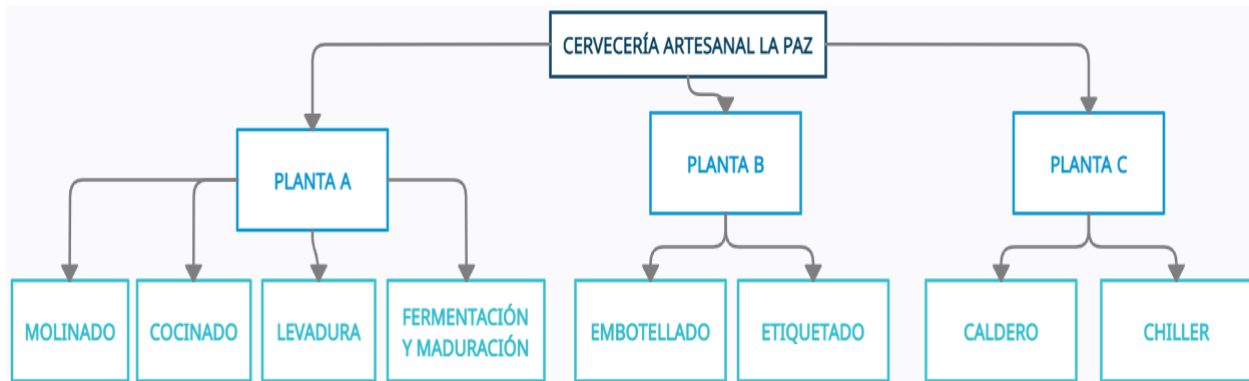 CERVECERÍA ARTESANAL LA PAZ
PLANTA A
PLANTA B
PLANTA C
MOLINADO
COCINADO
LEVADURA
FERMENTACIÓN
Y MADURACIÓN
EMBOTELLADO
ETIQUETADO
CALDERO
CHILLER